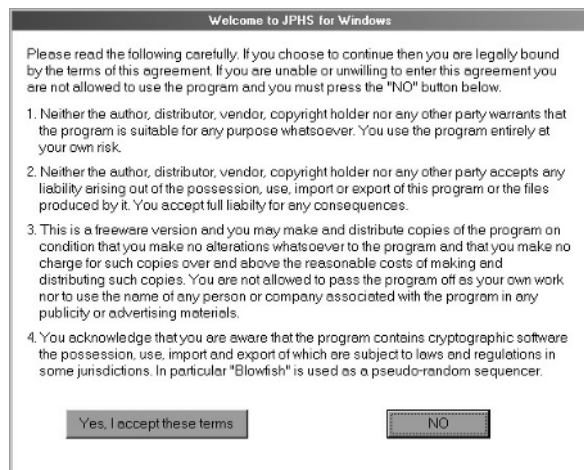 Welcome to JPHS for Windows
Please read the following carefully. If you choose to continue then you are legally bound
by the terms of this agreement. If you are unable or unwilling to enter this agreement you
are not allowed to use the program and you must press the "NO" button below.
1. Neither the author, distributor, vendor, copyright holder nor any other party warrants that
the program is suitable for any purpose whatsoever. You use the program entirely at
your own risk.
2. Neither the author, distributor, vendor, copyright holder nor any other party accepts any
liability arising out of the possession, use, import or export of this program or the files
produced by it. You accept full liabilty for any consequences.
3. This is a freeware version and you may make and distribute copies of the program on
condition that you make no alterations whatsoever to the program and that you make no
charge for such copies over and above the reasonable costs of making and
distributing such copies. You are not allowed to pass the program off as your own work
nor to use the name of any person or company associated with the program in any
publicity or advertising materials.
4. You acknowledge that you are aware that the program contains cryptographic software
the possession, use, import and export of which are subject to laws and regulations in
some jurisdictions. In particular "Blowfish" is used as a pseudo-random sequencer.
Yes, I accept these terms
NO